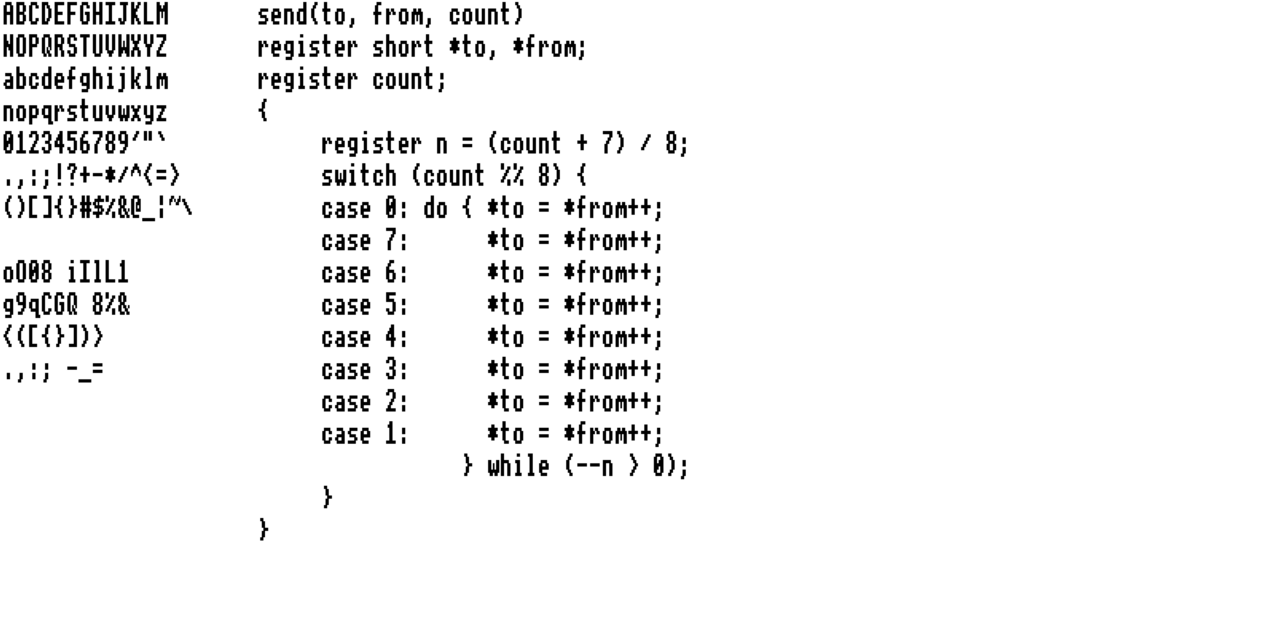 ABCDEFGHIJKLM
NOPQRSTUVWXYZ
abcdefghijklm
nopqrstuvwxyz
0123456789'"`
.,:;!?+-*/^<=>
()[]{}#$%&@_¦~\
oO08 iIlL1
g9qCGQ 8%&
<([{}])>
.,:; -_=
send(to, from, count)
register short *to, *from;
register count;
{
     register n = (count + 7) / 8;
     switch (count %% 8) {
     case 0: do { *to = *from++;
     case 7:      *to = *from++;
     case 6:      *to = *from++;
     case 5:      *to = *from++;
     case 4:      *to = *from++;
     case 3:      *to = *from++;
     case 2:      *to = *from++;
     case 1:      *to = *from++;
                } while (--n > 0);
     }
}